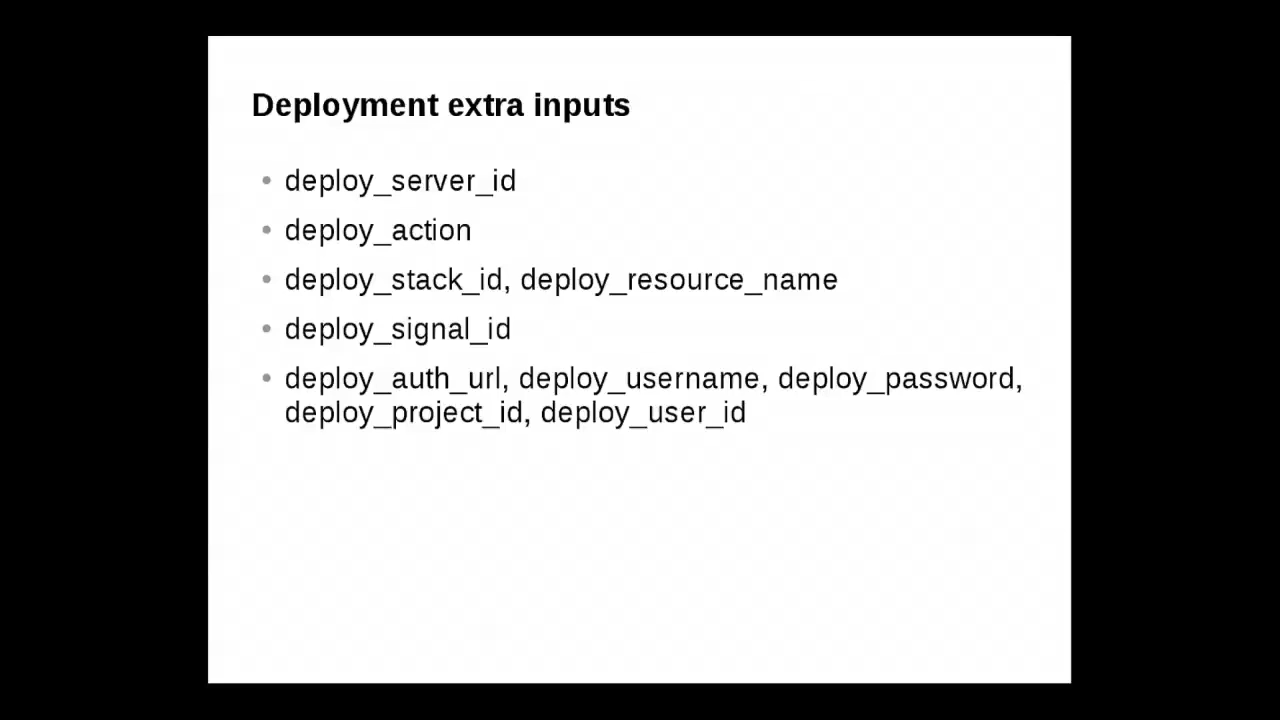 Deployment extra inputs
• deploy_server_id
• deploy_action
• deploy_stack_id, deploy_resource_name
• deploy_signal_id
• deploy_auth_url, deploy_username, deploy_password,
deploy_project_id, deploy_user_id